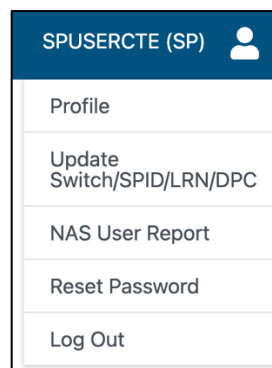 SPUSERCTE (SP)
Profile
Update
Switch/SPID/LRN/DPC
NAS User Report
Reset Password
Log Out